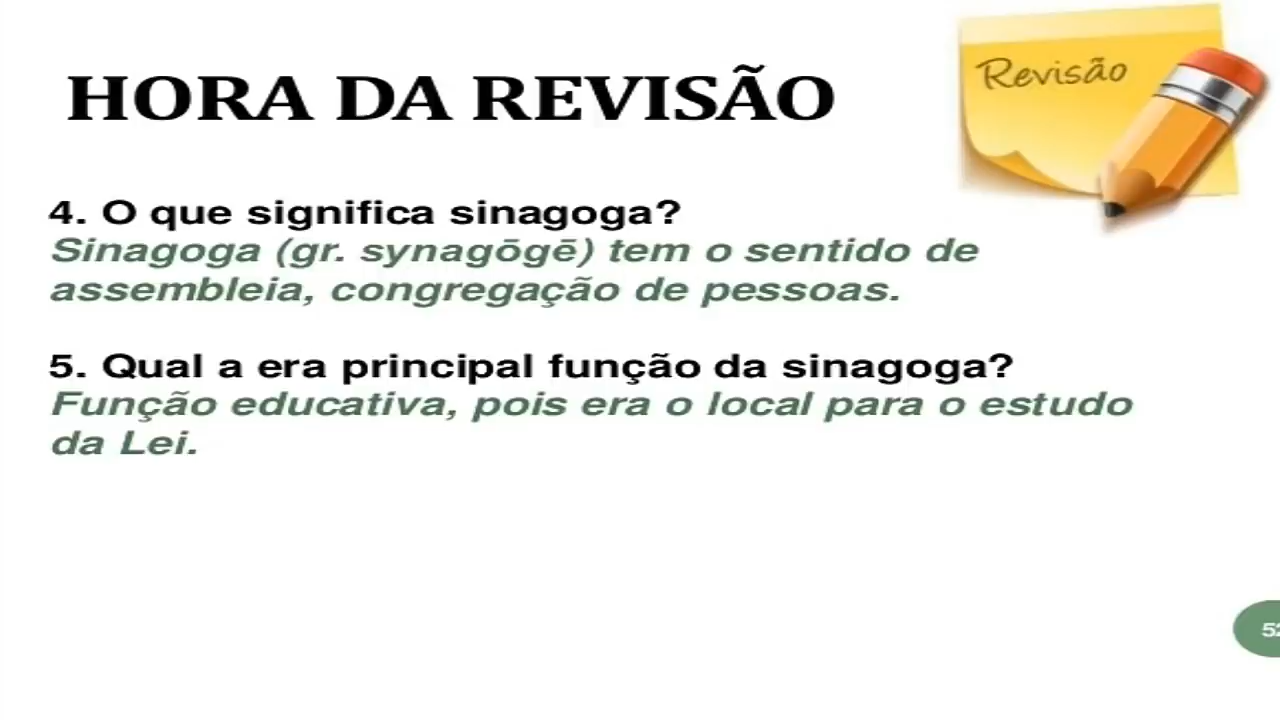 HORA DA REVISÃO
Revisão
4. O que significa sinagoga?
Sinagoga (gr. synagōgē) tem o sentido de
assembleia, congregação de pessoas.
5. Qual a era principal função da sinagoga?
Função educativa, pois era o local para o estudo
da Lei.
52